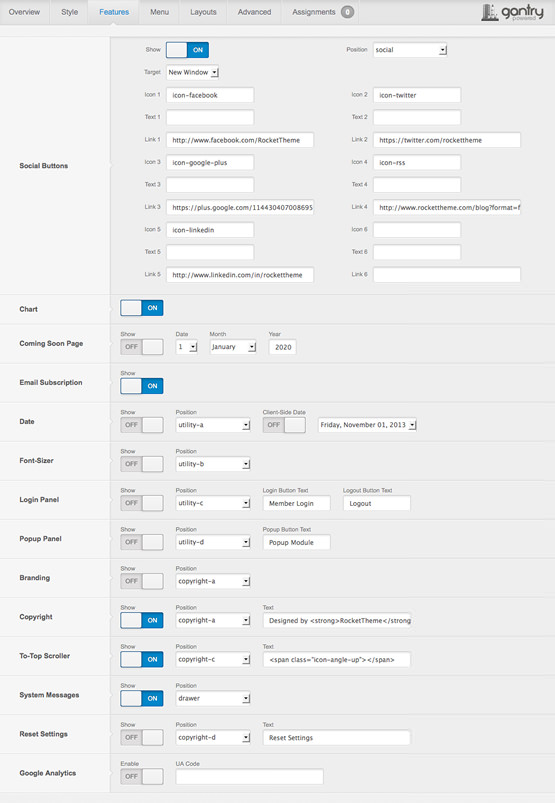 Overview Style Features Menu Layouts Advanced Assignments 0 gantry powered
Show ON Position social
Target New Window
Icon 1 icon-facebook Icon 2 icon-twitter
Text 1 Text 2
Link 1 http://www.facebook.com/RocketTheme Link 2 https://twitter.com/rockettheme
Social Buttons
Icon 3 icon-google-plus Icon 4 icon-rss
Text 3 Text 4
Link 3 https://plus.google.com/114430407008695 Link 4 http://www.rockettheme.com/blog?format=f
Icon 5 icon-linkedin Icon 6
Text 5 Text 6
Link 5 http://www.linkedin.com/in/rockettheme Link 6
Chart ON
Show Date Month Year
Coming Soon Page OFF 1 January 2020
Show
Email Subscription ON
Show Position Client-Side Date
Date OFF utility-a OFF Friday, November 01, 2013
Show Position
Font-Sizer OFF utility-b
Show Position Login Button Text Logout Button Text
Login Panel OFF utility-c Member Login Logout
Show Position Popup Button Text
Popup Panel OFF utility-d Popup Module
Show Position
Branding OFF copyright-a
Show Position Text
Copyright ON copyright-a Designed by <strong>RocketTheme</strong
Show Position Text
To-Top Scroller ON copyright-c <span class="icon-angle-up"></span>
Show Position
System Messages ON drawer
Show Position Text
Reset Settings OFF copyright-d Reset Settings
Enable UA Code
Google Analytics OFF